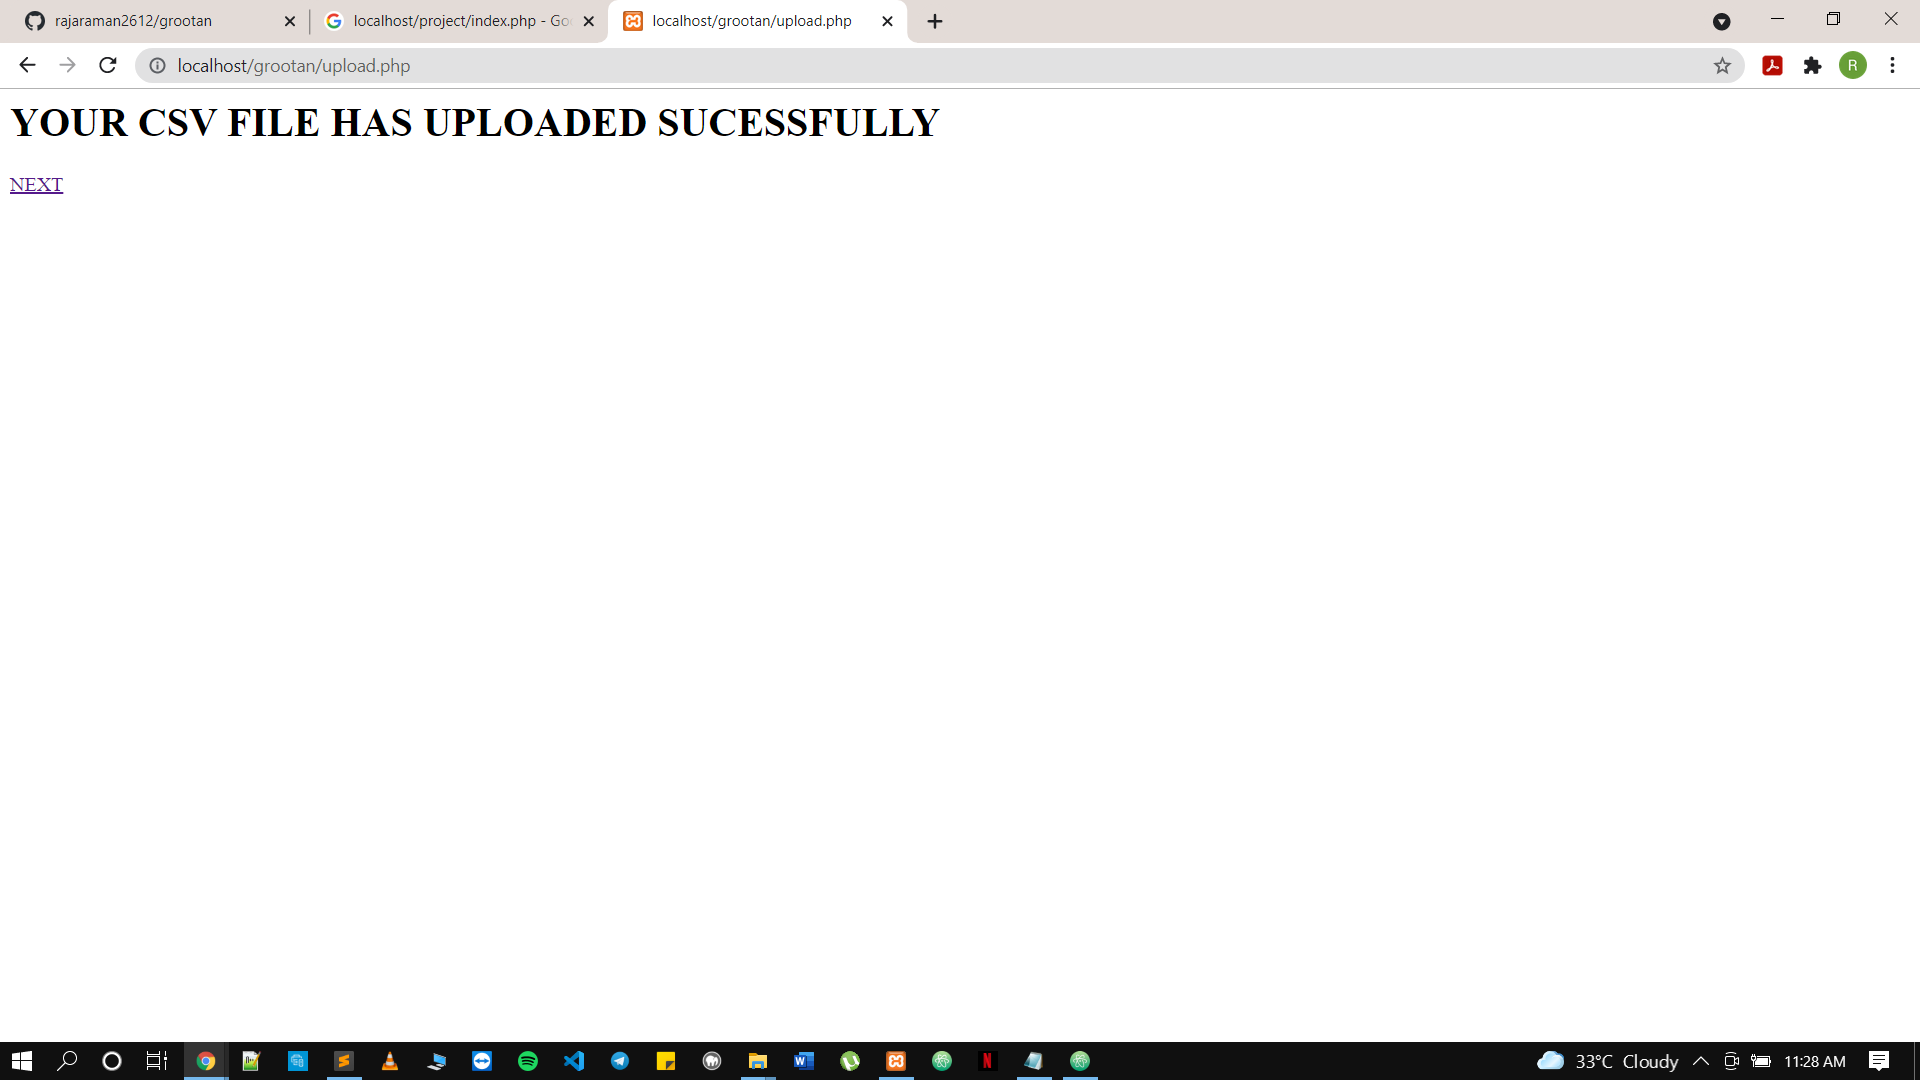 rajaraman2612/grootan
localhost/project/index.php - Goo
localhost/grootan/upload.php
localhost/grootan/upload.php
R
YOUR CSV FILE HAS UPLOADED SUCESSFULLY
NEXT
33°C Cloudy
11:28 AM